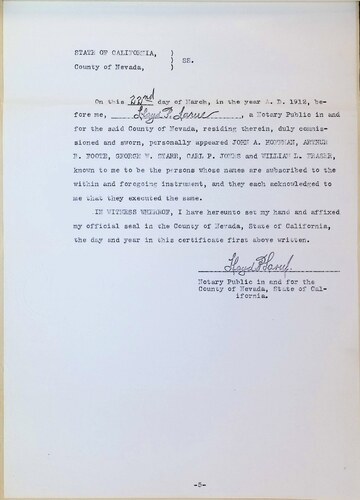 STATE OF CALIFORNIA, )
) SS.
County of Nevada, )
On this 22nd day of March, in the year A. D. 1912, be-
fore me, Lloyd P. Larue, a Notary Public in and
for the said County of Nevada, residing therein, duly commis-
sioned and sworn, personally appeared JOHN A. , ARTHUR
. FOOTE, GEORGE W. STARR, CARL P. JONES and WILLIAM L. ,
known to me to be the persons whose names are subscribed to the
within and foregoing instrument, and they each acknowledged to
me that they executed the same.
IN WITNESS WHEREOF, I have hereunto set my hand and affixed
my official seal in the County of Nevada, State of California,
the day and year in this certificate first above written.
Lloyd P. Larue
Notary Public in and for the
County of Nevada, State of Cal-
ifornia.
-5-